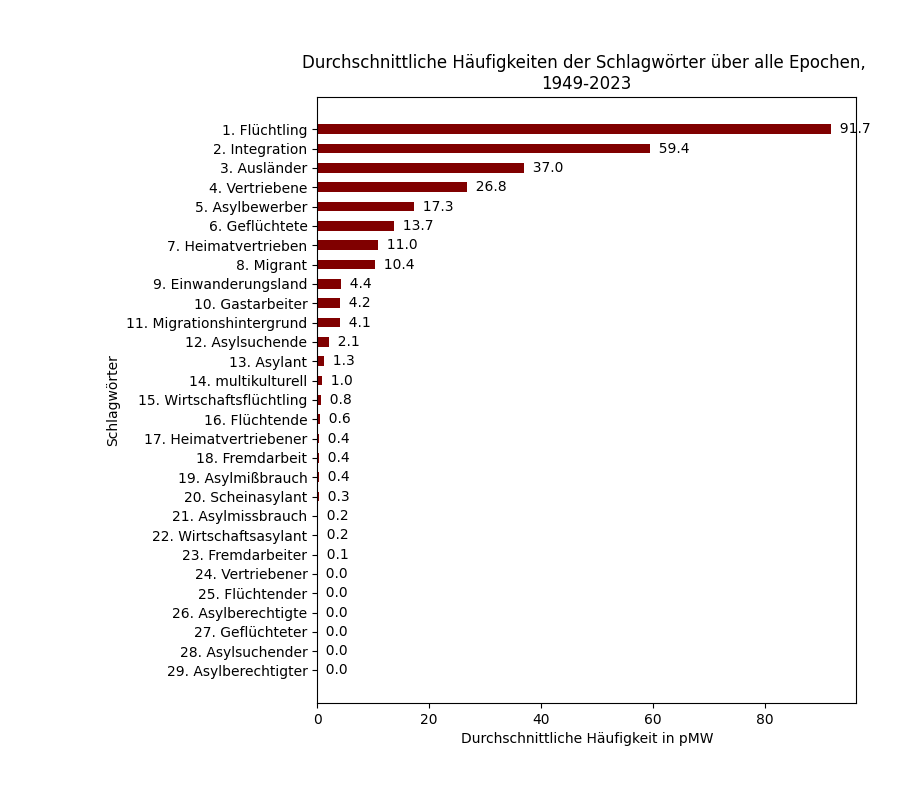 Durchschnittliche Häufigkeiten der Schlagwörter über alle Epochen,
1949-2023
1. Flüchtling 91.7
2. Integration 59.4
3. Ausländer 37.0
4. Vertriebene 26.8
5. Asylbewerber 17.3
6. Geflüchtete 13.7
7. Heimatvertrieben 11.0
8. Migrant 10.4
9. Einwanderungsland 4.4
10. Gastarbeiter 4.2
11. Migrationshintergrund 4.1
12. Asylsuchende 2.1
13. Asylant 1.3
14. multikulturell 1.0
15. Wirtschaftsflüchtling 0.8
16. Flüchtende 0.6
17. Heimatvertriebener 0.4
18. Fremdarbeit 0.4
19. Asylmißbrauch 0.4
20. Scheinasylant 0.3
21. Asylmissbrauch 0.2
22. Wirtschaftsasylant 0.2
23. Fremdarbeiter 0.1
24. Vertriebener 0.0
25. Flüchtender 0.0
26. Asylberechtigte 0.0
27. Geflüchteter 0.0
28. Asylsuchender 0.0
29. Asylberechtigter 0.0
Schlagwörter
0 20 40 60 80
Durchschnittliche Häufigkeit in pMW